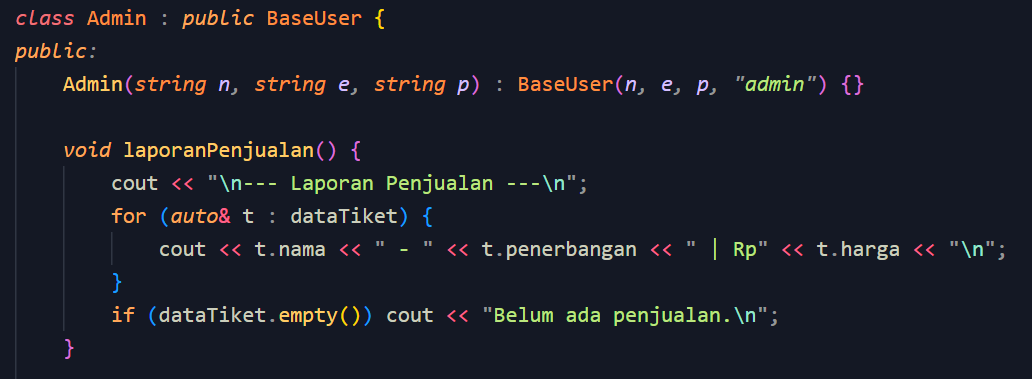 class Admin : public BaseUser {
public:
    Admin(string n, string e, string p) : BaseUser(n, e, p, "admin") {}

    void laporanPenjualan() {
        cout << "\n--- Laporan Penjualan ---\n";
        for (auto& t : dataTiket) {
            cout << t.nama << " - " << t.penerbangan << " | Rp" << t.harga << "\n";
        }
        if (dataTiket.empty()) cout << "Belum ada penjualan.\n";
    }